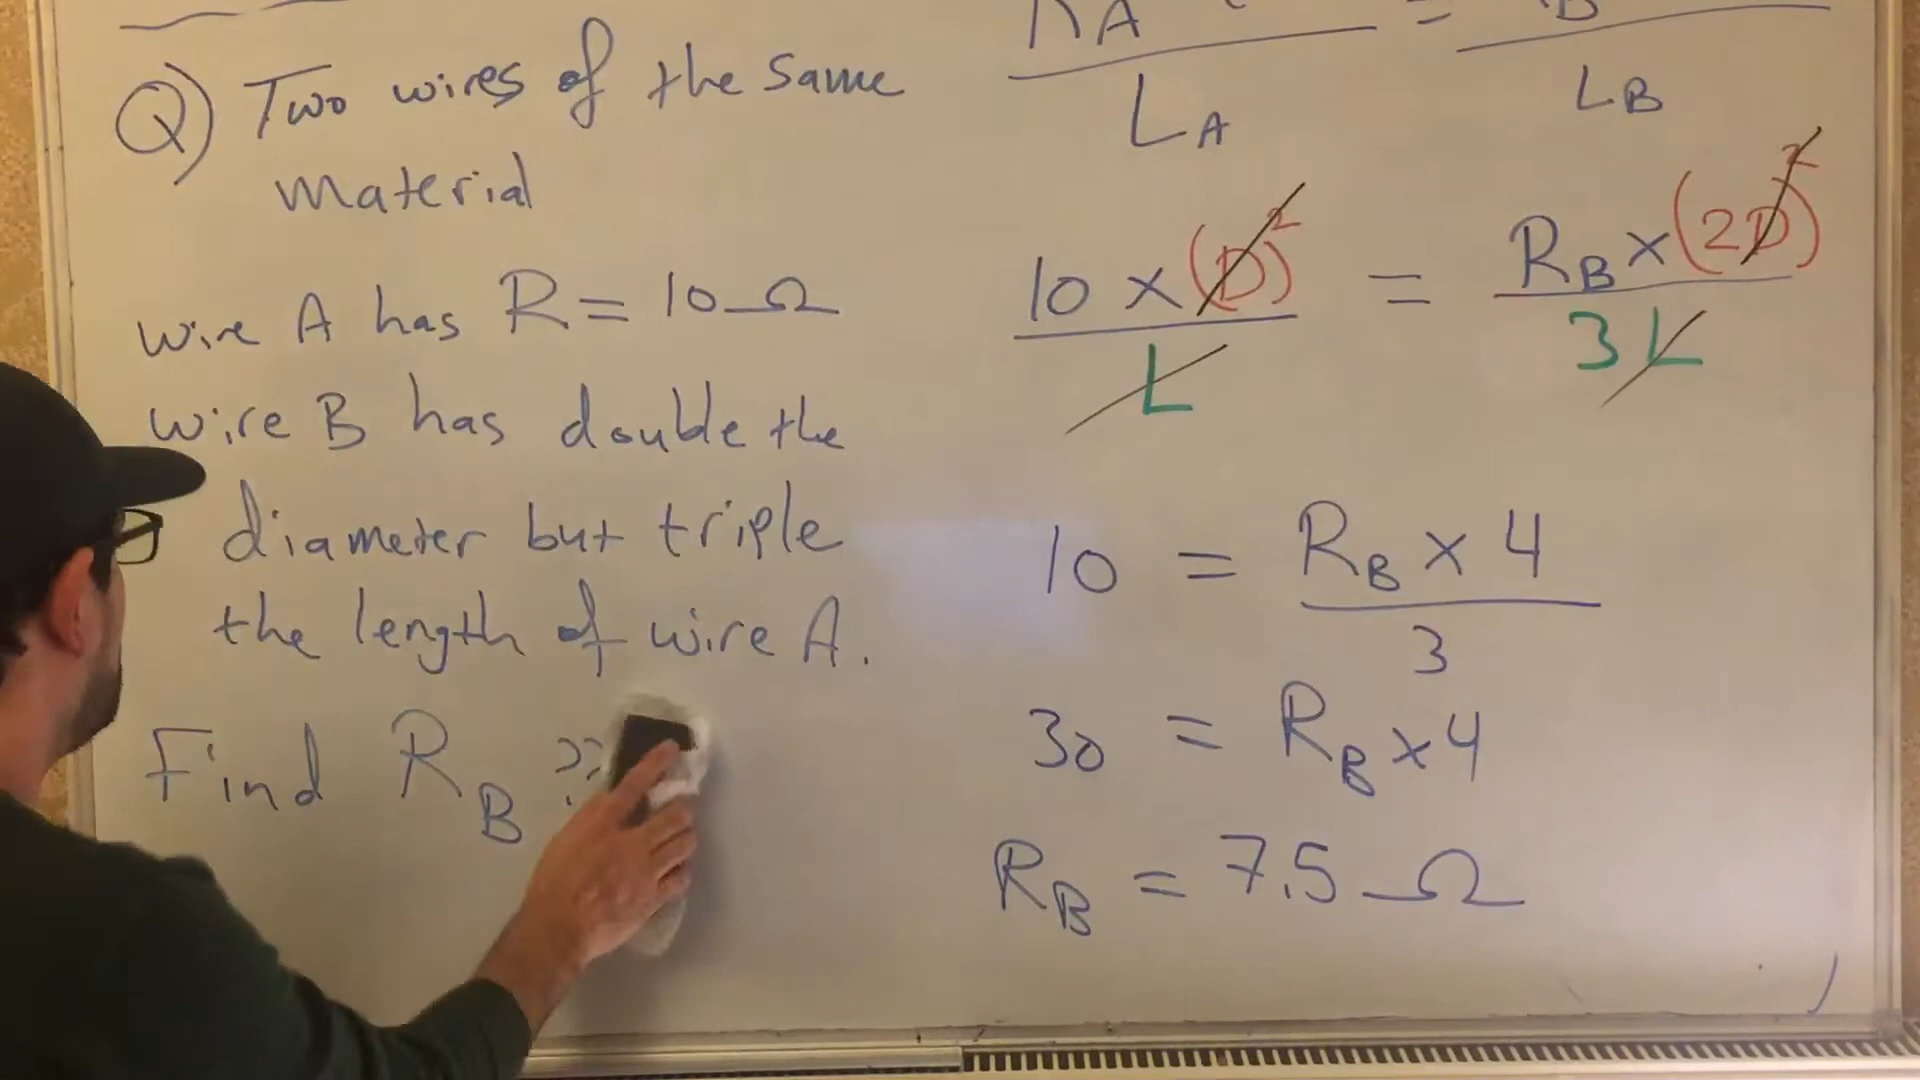 Q) Two wires of the same
material
wire A has R = 10 Ω
wire B has double the
diameter but triple
the length of wire A.
Find R_B ??
R_A = B
L_A L_B
10 × (D)² = R_B × (2D)²
L 3L
10 = R_B × 4
3
30 = R_B × 4
R_B = 7.5 Ω